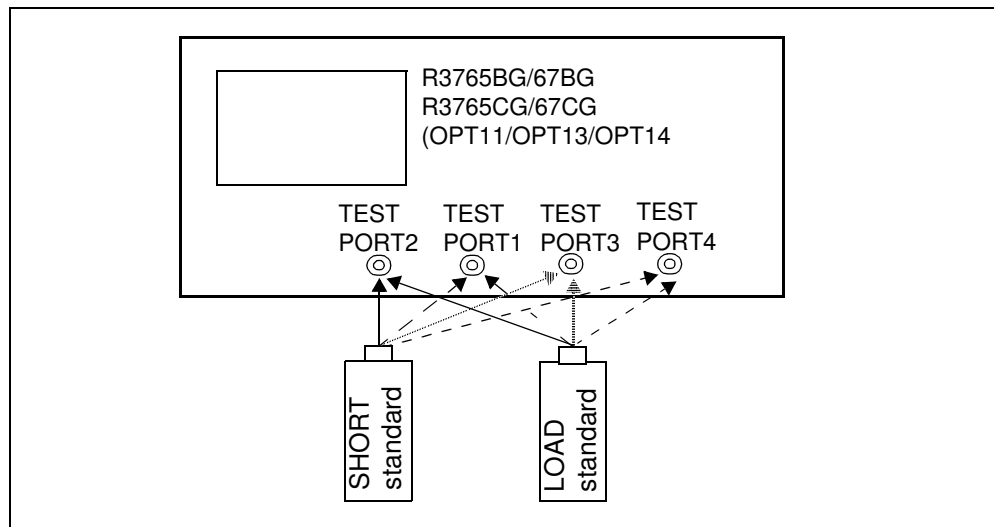 R3765BG/67BG
R3765CG/67CG
(OPT11/OPT13/OPT14
TEST PORT2
TEST PORT1
TEST PORT3
TEST PORT4
SHORT
standard
LOAD
standard